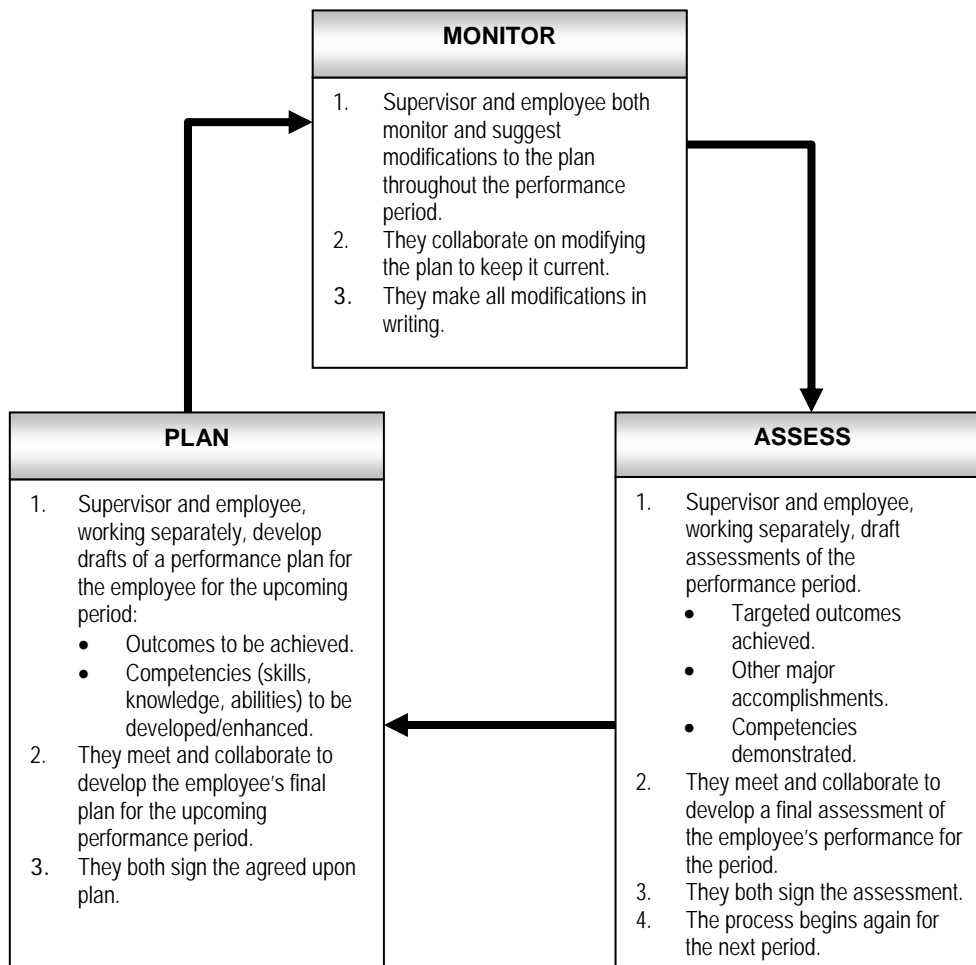 MONITOR
1. Supervisor and employee both
monitor and suggest
modifications to the plan
throughout the performance
period.
2. They collaborate on modifying
the plan to keep it current.
3. They make all modifications in
writing.
PLAN
1. Supervisor and employee,
working separately, develop
drafts of a performance plan for
the employee for the upcoming
period:
• Outcomes to be achieved.
• Competencies (skills,
knowledge, abilities) to be
developed/enhanced.
2. They meet and collaborate to
develop the employee’s final
plan for the upcoming
performance period.
3. They both sign the agreed upon
plan.
ASSESS
1. Supervisor and employee,
working separately, draft
assessments of the
performance period.
• Targeted outcomes
achieved.
• Other major
accomplishments.
• Competencies
demonstrated.
2. They meet and collaborate to
develop a final assessment of
the employee’s performance for
the period.
3. They both sign the assessment.
4. The process begins again for
the next period.